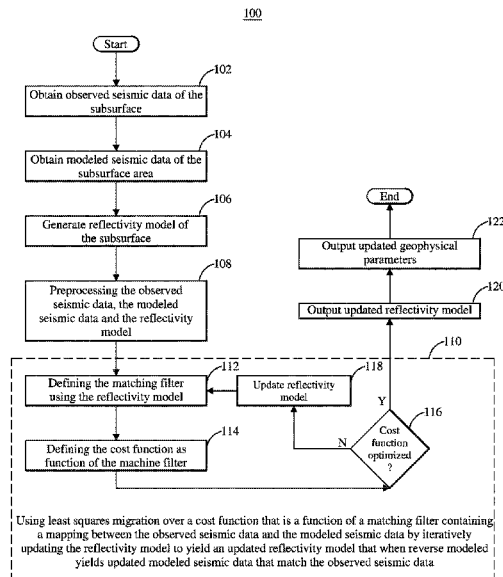 100
Start
102
Obtain observed seismic data of the
subsurface
104
Obtain modeled seismic data of the
subsurface area
106
Generate reflectivity model of
the subsurface
108
Preprocessing the observed
seismic data, the modeled
seismic data and the reflectivity
model
End
122
Output updated geophysical
parameters
120
Output updated reflectivity model
110
112
Defining the matching filter
using the reflectivity model
118
Update reflectivity
model
Y
116
114
Defining the cost function as
function of the machine filter
N
Cost
function
optimized
?
Using least squares migration over a cost function that is a function of a matching filter containing
a mapping between the observed seismic data and the modeled seismic data by iteratively
updating the reflectivity model to yield an updated reflectivity model that when reverse modeled
yields updated modeled seismic data that match the observed seismic data